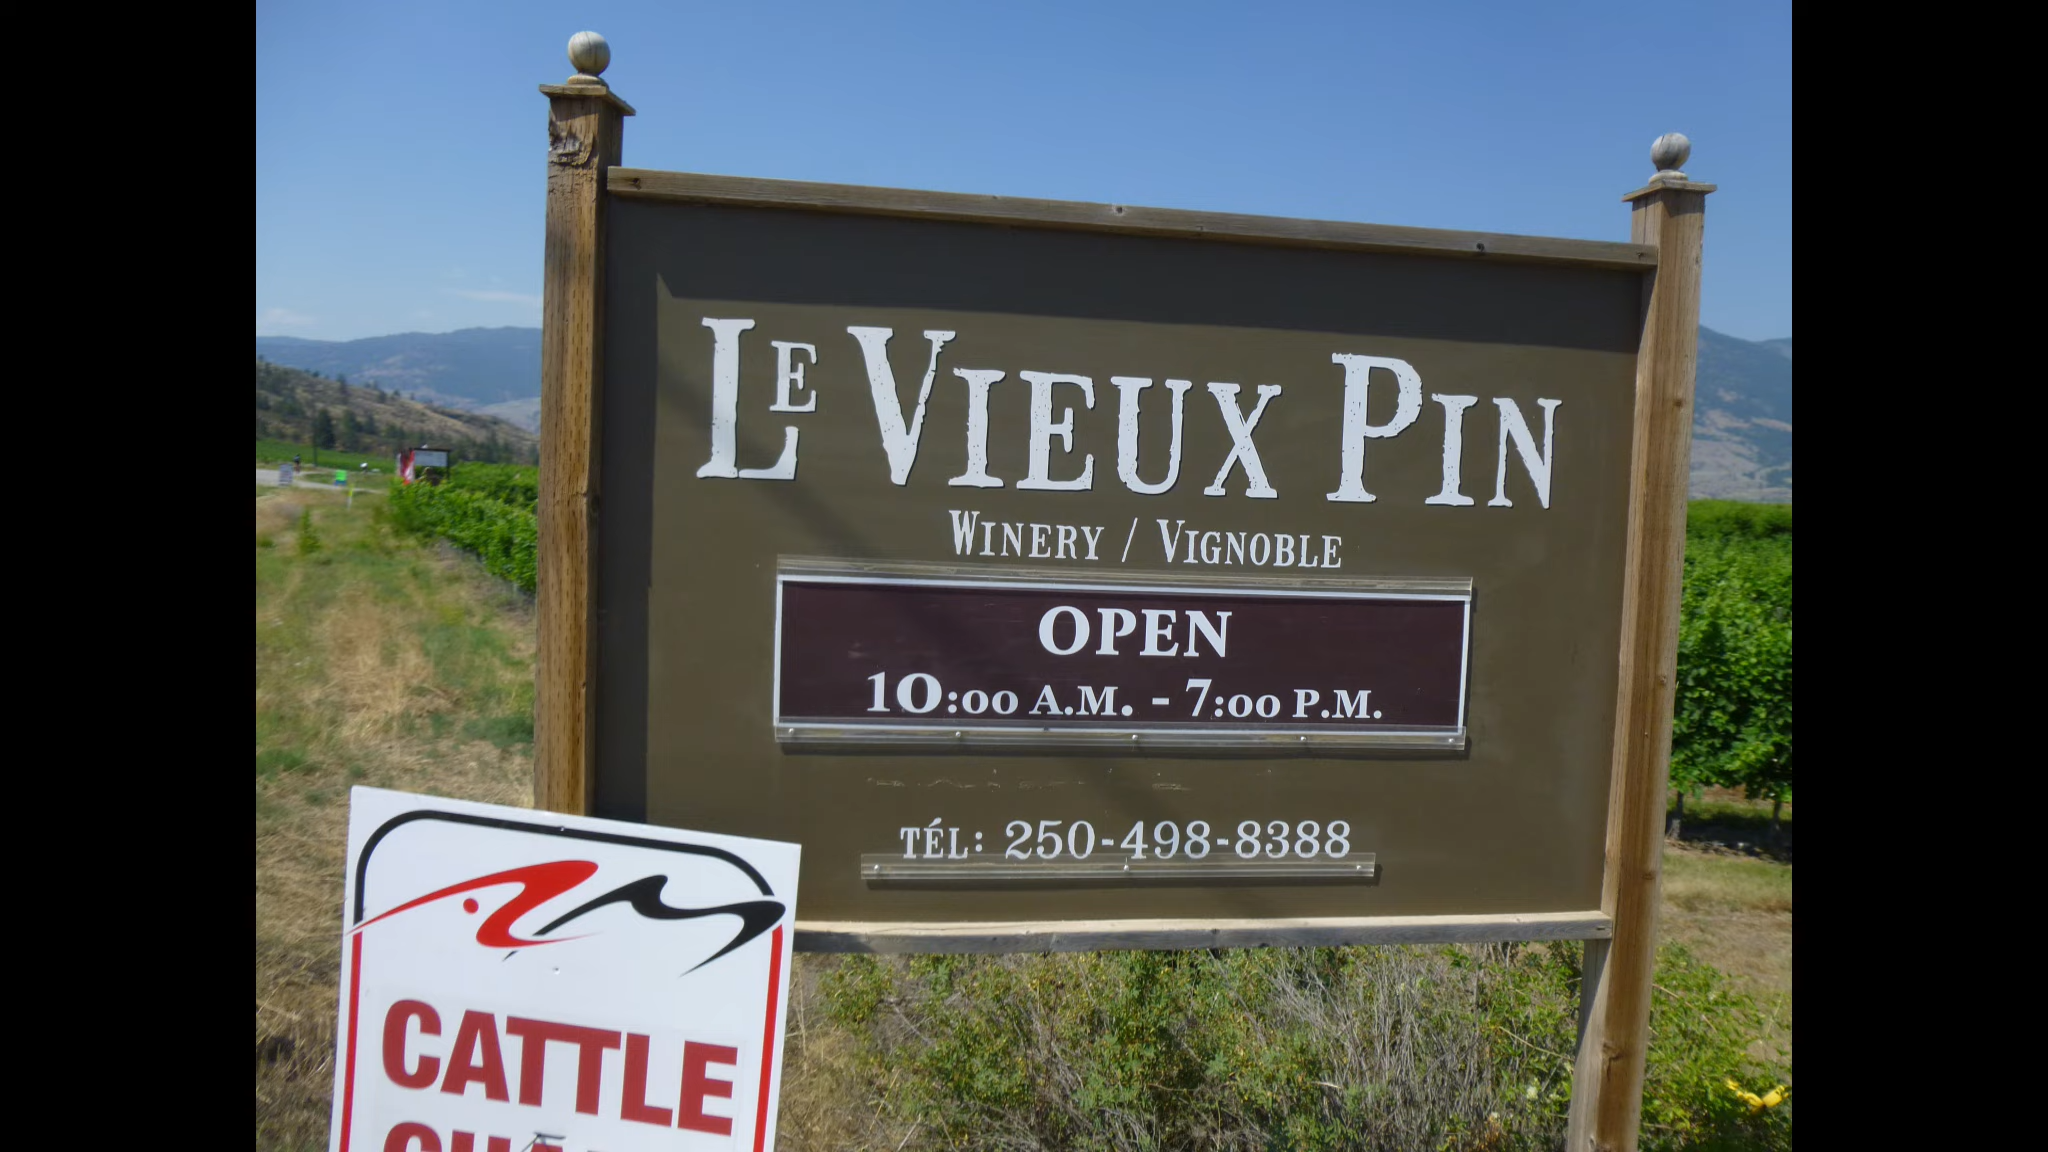 LE VIEUX PIN
WINERY / VIGNOBLE
OPEN
10:00 A.M. - 7:00 P.M.
TÉL: 250-498-8388
CATTLE